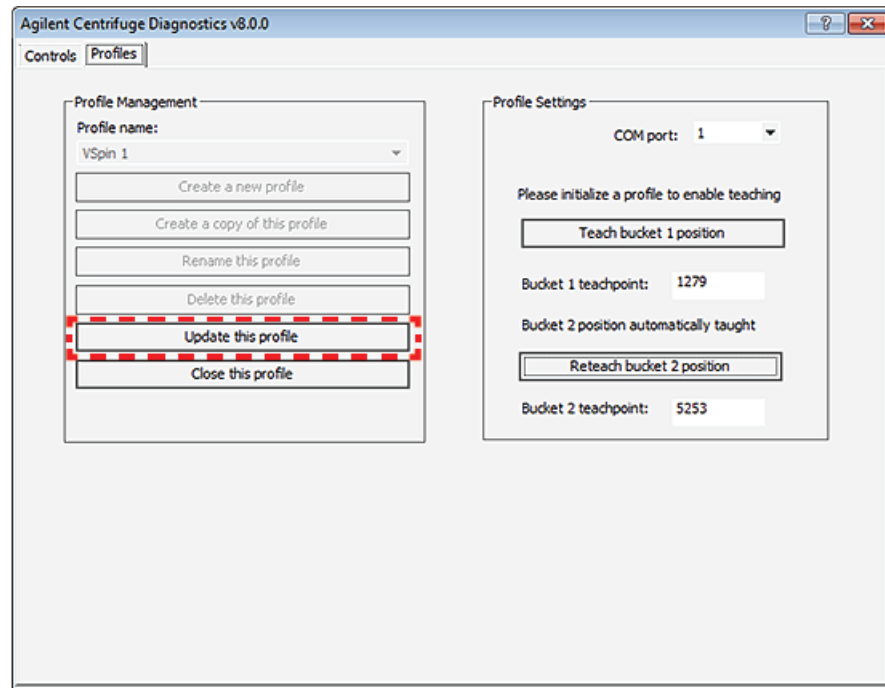 Agilent Centrifuge Diagnostics v8.0.0
Controls Profiles
Profile Management
Profile name:
VSpin 1
Create a new profile
Create a copy of this profile
Rename this profile
Delete this profile
Update this profile
Close this profile
Profile Settings
COM port: 1
Please initialize a profile to enable teaching
Teach bucket 1 position
Bucket 1 teachpoint: 1279
Bucket 2 position automatically taught
Reteach bucket 2 position
Bucket 2 teachpoint: 5253